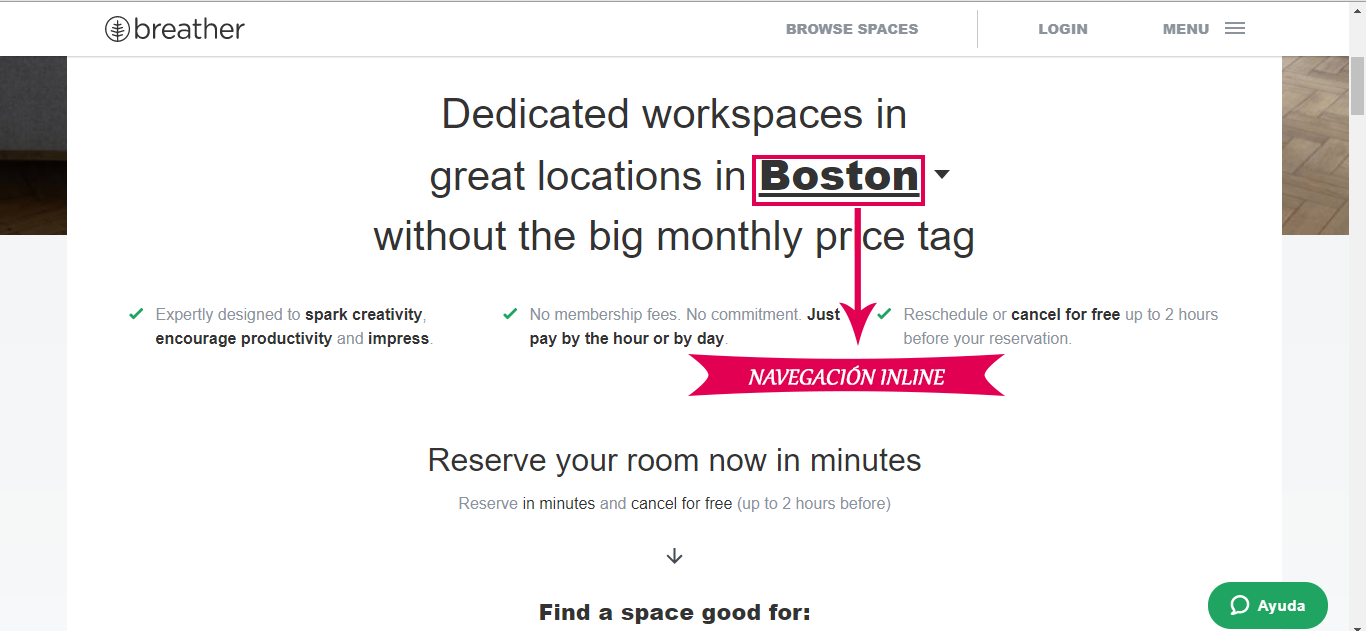 breather
BROWSE SPACES
LOGIN
MENU
Dedicated workspaces in
great locations in Boston
without the big monthly price tag
Expertly designed to spark creativity,
encourage productivity and impress.
No membership fees. No commitment. Just
pay by the hour or by day.
Reschedule or cancel for free up to 2 hours
before your reservation.
NAVEGACIÓN INLINE
Reserve your room now in minutes
Reserve in minutes and cancel for free (up to 2 hours before)
Find a space good for:
Ayuda